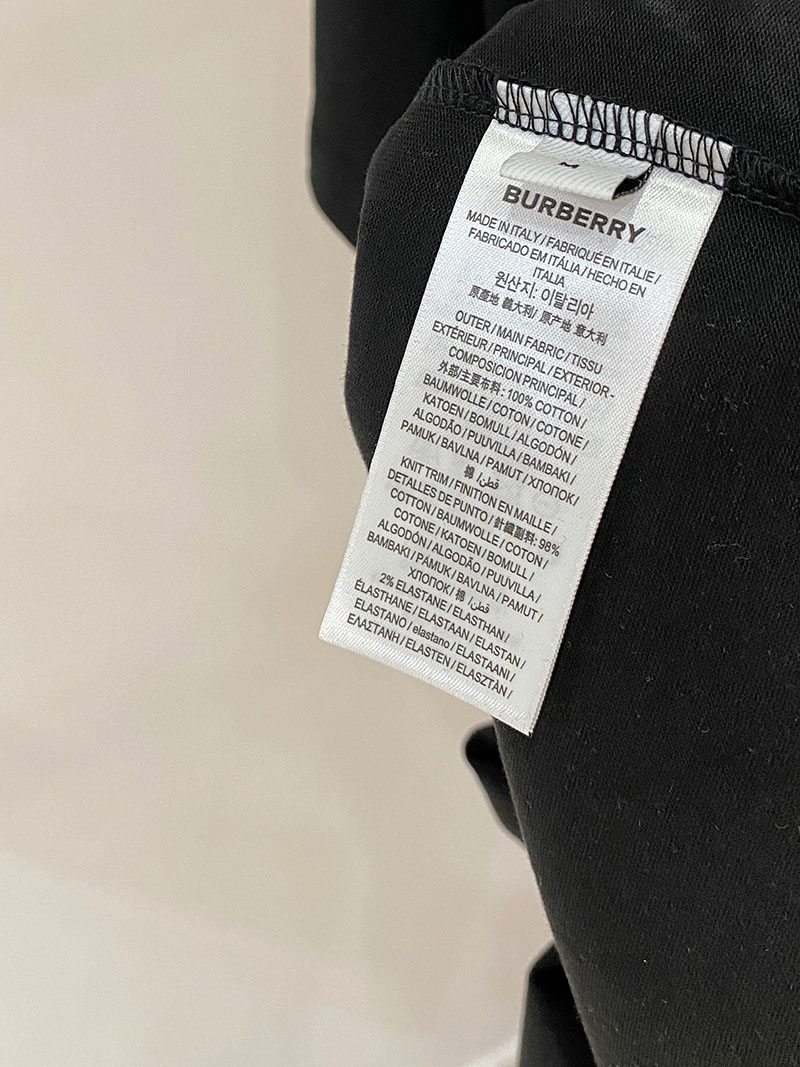 BURBERRY
MADE IN ITALY / FABRIQUÉ EN ITALIE /
FABRICADO EM ITÁLIA / HECHO EN
ITALIA
원산지: 이탈리아
原產地 義大利/ 原产地 意大利
OUTER / MAIN FABRIC / TISSU
EXTÉRIEUR / PRINCIPAL / EXTERIOR-
COMPOSICION PRINCIPAL /
外部/主要布料: 100% COTTON /
BAUMWOLLE / COTON / COTONE /
KATOEN / BOMULL / ALGODÓN /
ALGODÃO / PUUVILLA / BAMBAKI /
PAMUK / BAVLNA / PAMUT / ХЛОПОК /
棉 / قطن/
KNIT TRIM / FINITION EN MAILLE /
DETALLES DE PUNTO / 針織副料: 98%
COTTON / BAUMWOLLE / COTON /
COTONE / KATOEN / BOMULL /
ALGODÓN / ALGODÃO / PUUVILLA /
BAMBAKI / PAMUK / BAVLNA / PAMUT /
ХЛОПОК / 棉 / قطن/
2% ELASTANE / ELASTHAN /
ÉLASTHANE / ELASTAAN / ELASTAN /
ELASTANO / elastano / ELASTAANI /
ΕΛΑΣΤΑΝΗ / ELASTEN / ELASZTÁN /